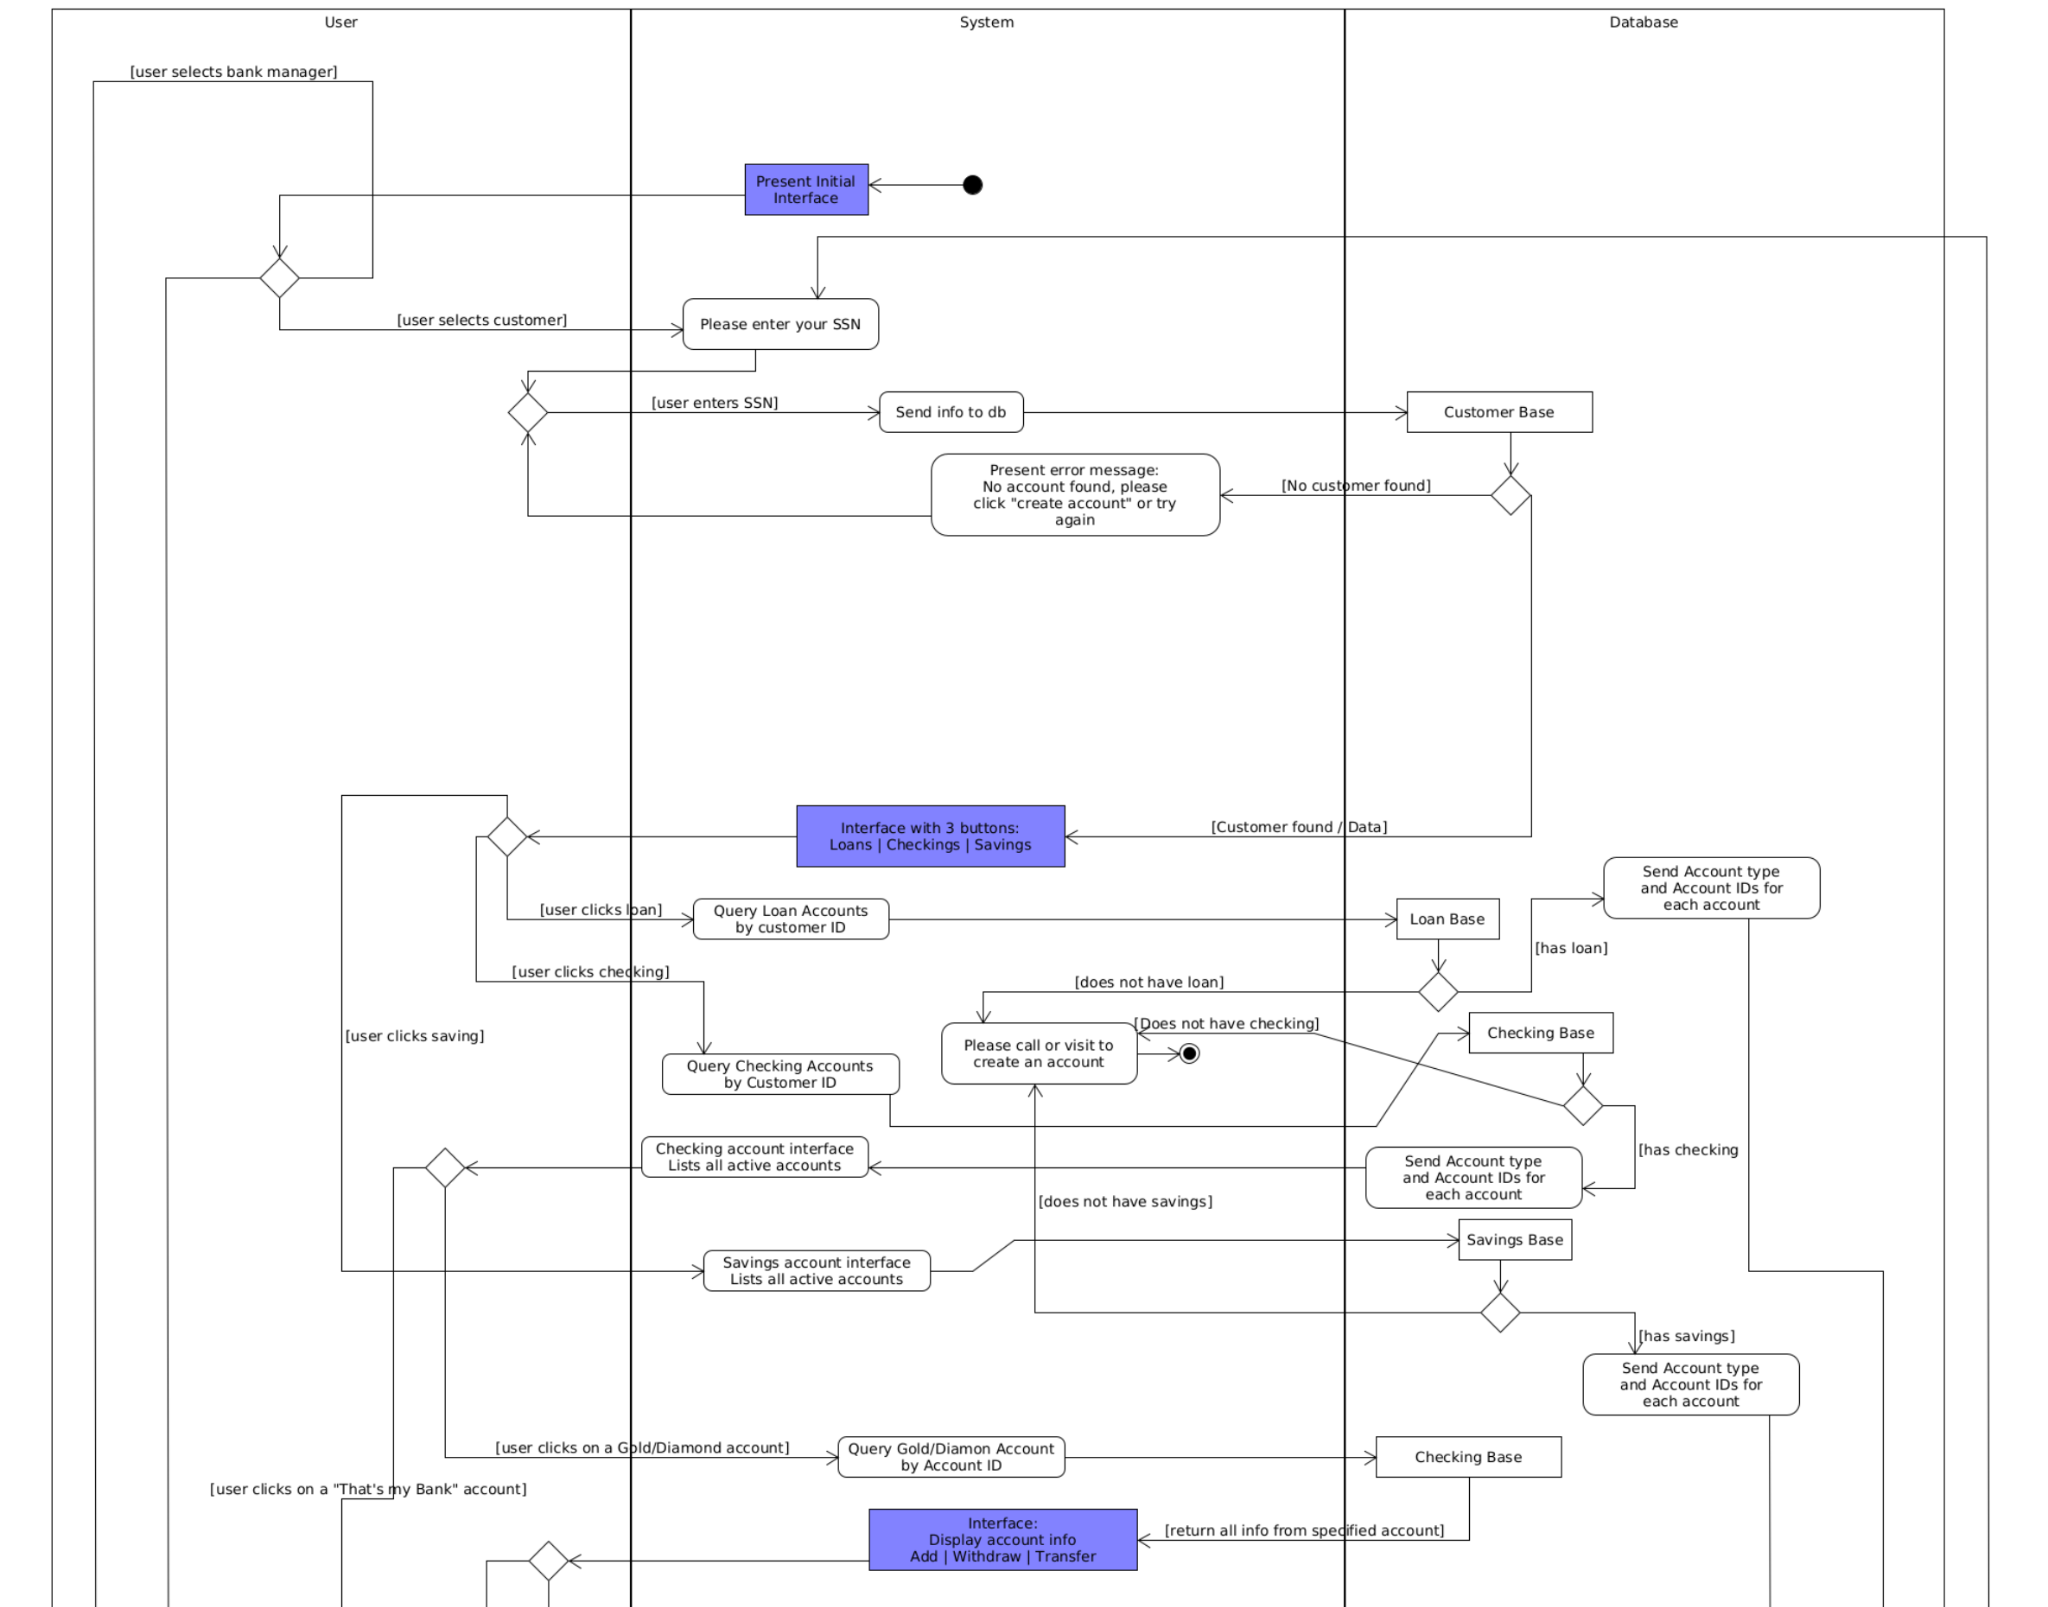 User
System
Database
[user selects bank manager]
Present Initial
Interface
[user selects customer]
Please enter your SSN
[user enters SSN]
Send info to db
Customer Base
Present error message:
No account found, please
click "create account" or try
again
[No customer found]
Interface with 3 buttons:
Loans | Checkings | Savings
[Customer found / Data]
Send Account type
and Account IDs for
each account
[user clicks loan]
Query Loan Accounts
by customer ID
Loan Base
[has loan]
[user clicks checking]
[does not have loan]
[user clicks saving]
Please call or visit to
create an account
[Does not have checking]
Checking Base
Query Checking Accounts
by Customer ID
Checking account interface
Lists all active accounts
Send Account type
and Account IDs for
each account
[has checking
[does not have savings]
Savings account interface
Lists all active accounts
Savings Base
[has savings]
Send Account type
and Account IDs for
each account
[user clicks on a Gold/Diamond account]
Query Gold/Diamon Account
by Account ID
Checking Base
[user clicks on a "That's my Bank" account]
Interface:
Display account info
Add | Withdraw | Transfer
[return all info from specified account]